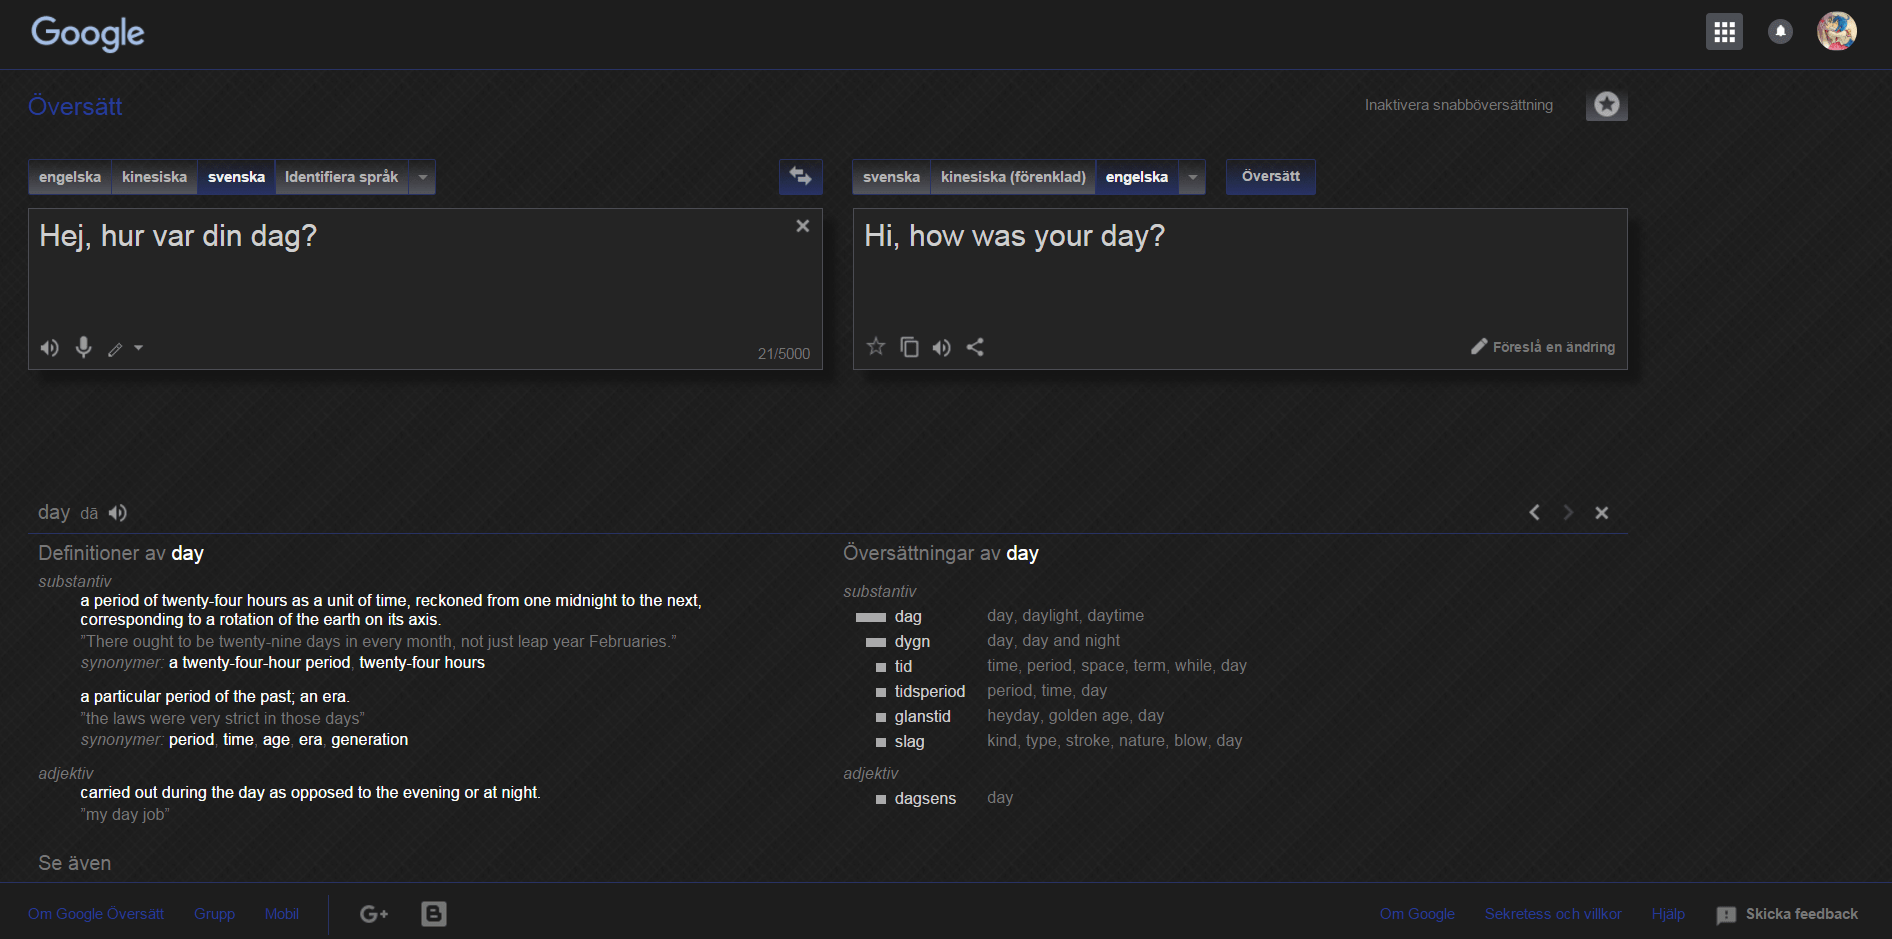 Google
Översätt
Inaktivera snabböversättning
engelska kinesiska svenska Identifiera språk
svenska kinesiska (förenklad) engelska Översätt
Hej, hur var din dag?
21/5000
Hi, how was your day?
Föreslå en ändring
day dā
Definitioner av day
substantiv
a period of twenty-four hours as a unit of time, reckoned from one midnight to the next,
corresponding to a rotation of the earth on its axis.
”There ought to be twenty-nine days in every month, not just leap year Februaries.”
synonymer: a twenty-four-hour period, twenty-four hours
a particular period of the past; an era.
”the laws were very strict in those days”
synonymer: period, time, age, era, generation
adjektiv
carried out during the day as opposed to the evening or at night.
”my day job”
Se även
Översättningar av day
substantiv
dag day, daylight, daytime
dygn day, day and night
tid time, period, space, term, while, day
tidsperiod period, time, day
glanstid heyday, golden age, day
slag kind, type, stroke, nature, blow, day
adjektiv
dagsens day
Om Google Översätt Grupp Mobil G+ B
Om Google Sekretess och villkor Hjälp Skicka feedback